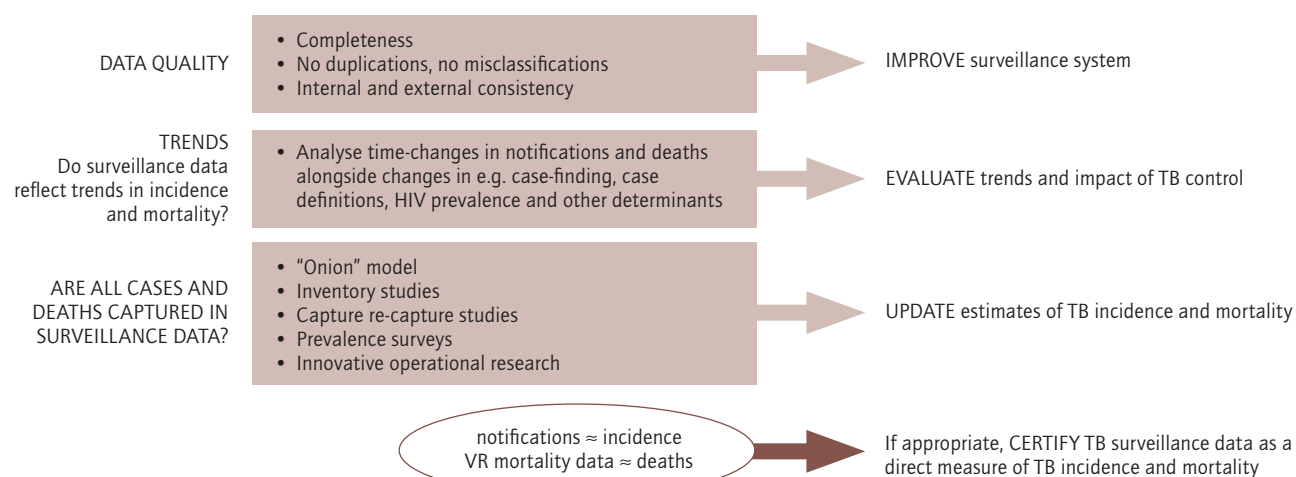 DATA QUALITY
• Completeness
• No duplications, no misclassifications
• Internal and external consistency
IMPROVE surveillance system
TRENDS
Do surveillance data
reflect trends in incidence
and mortality?
• Analyse time-changes in notifications and deaths
alongside changes in e.g. case-finding, case
definitions, HIV prevalence and other determinants
EVALUATE trends and impact of TB control
ARE ALL CASES AND
DEATHS CAPTURED IN
SURVEILLANCE DATA?
• “Onion” model
• Inventory studies
• Capture re-capture studies
• Prevalence surveys
• Innovative operational research
UPDATE estimates of TB incidence and mortality
notifications ≈ incidence
VR mortality data ≈ deaths
If appropriate, CERTIFY TB surveillance data as a
direct measure of TB incidence and mortality